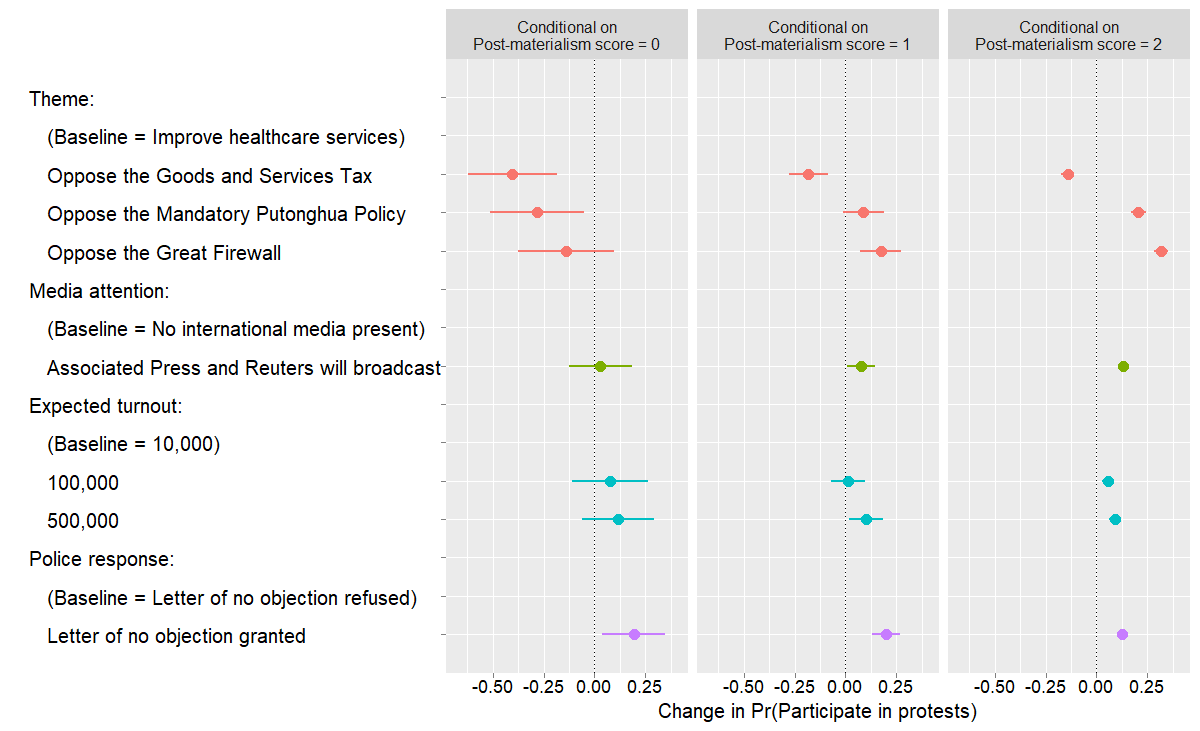 Conditional on
Post-materialism score = 0
Conditional on
Post-materialism score = 1
Conditional on
Post-materialism score = 2
Theme:
(Baseline = Improve healthcare services)
Oppose the Goods and Services Tax
Oppose the Mandatory Putonghua Policy
Oppose the Great Firewall
Media attention:
(Baseline = No international media present)
Associated Press and Reuters will broadcast
Expected turnout:
(Baseline = 10,000)
100,000
500,000
Police response:
(Baseline = Letter of no objection refused)
Letter of no objection granted
-0.50 -0.25 0.00 0.25
-0.50 -0.25 0.00 0.25
-0.50 -0.25 0.00 0.25
Change in Pr(Participate in protests)